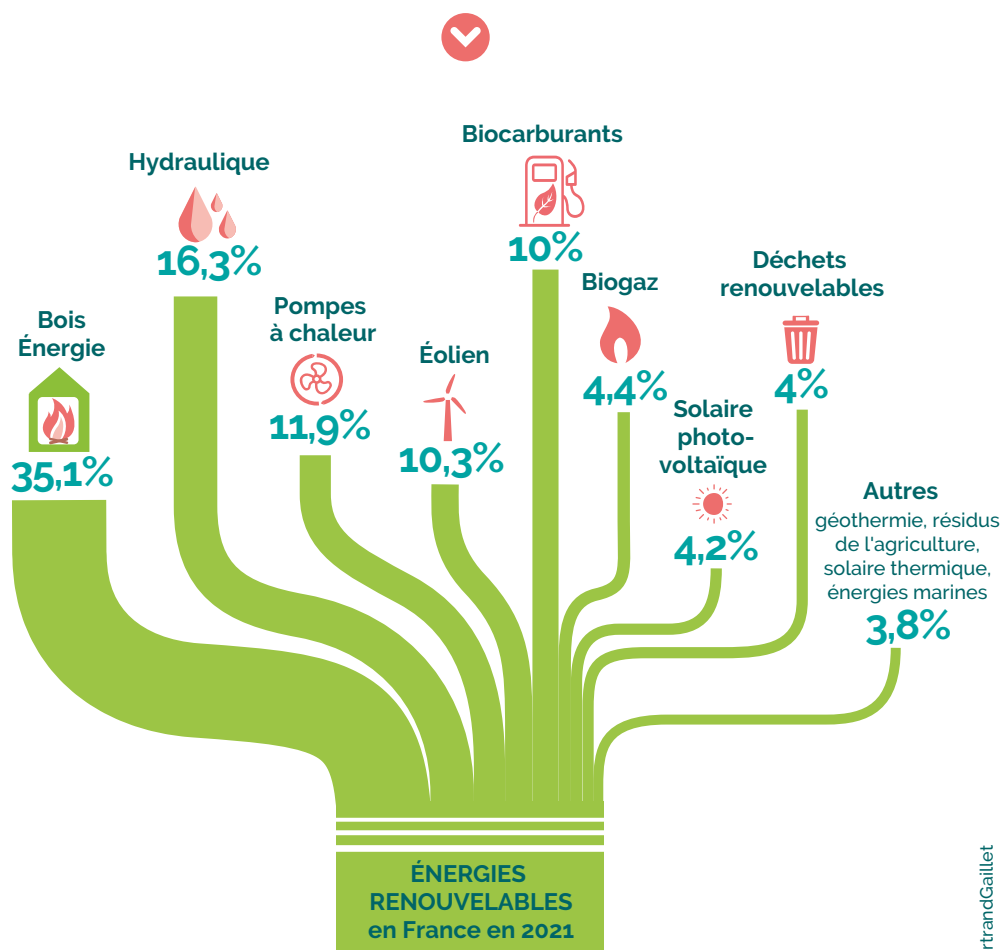 Biocarburants
10%
Hydraulique
16,3%
Bois
Énergie
35,1%
Pompes
à chaleur
11,9%
Éolien
10,3%
Biogaz
4,4%
Déchets
renouvelables
4%
Solaire
photo-
voltaïque
4,2%
Autres
géothermie, résidus
de l'agriculture,
solaire thermique,
énergies marines
3,8%
ÉNERGIES
RENOUVELABLES
en France en 2021
rtrandGaillet